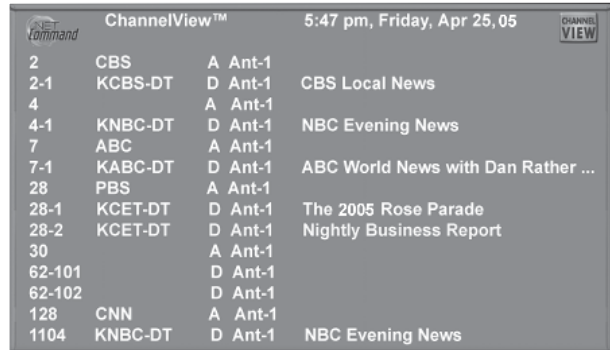 NET Command ChannelView™ 5:47 pm, Friday, Apr 25, 05 CHANNEL VIEW
2 CBS A Ant-1
2-1 KCBS-DT D Ant-1 CBS Local News
4 A Ant-1
4-1 KNBC-DT D Ant-1 NBC Evening News
7 ABC A Ant-1
7-1 KABC-DT D Ant-1 ABC World News with Dan Rather ...
28 PBS A Ant-1
28-1 KCET-DT D Ant-1 The 2005 Rose Parade
28-2 KCET-DT D Ant-1 Nightly Business Report
30 A Ant-1
62-101 D Ant-1
62-102 D Ant-1
128 CNN A Ant-1
1104 KNBC-DT D Ant-1 NBC Evening News